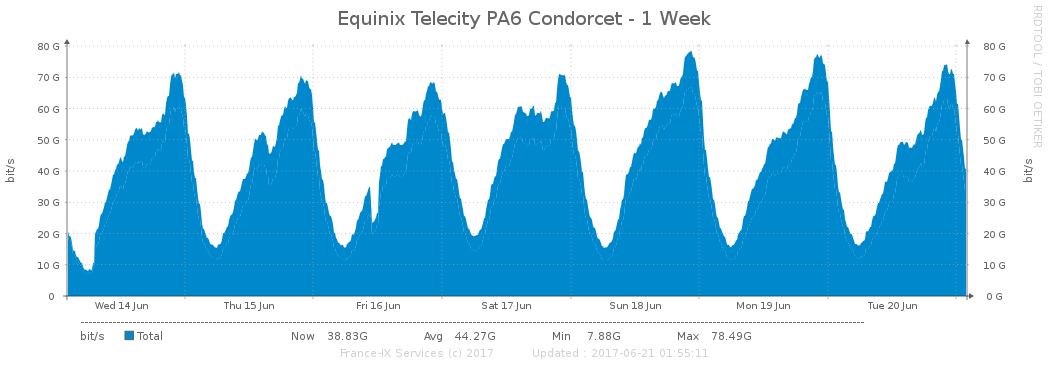 Equinix Telecity PA6 Condorcet - 1 Week
RRDTOOL / TOBI OETIKER
bit/s
80 G 80 G
70 G 70 G
60 G 60 G
50 G 50 G
40 G 40 G
30 G 30 G
20 G 20 G
10 G 10 G
0 0 G
bit/s
Wed 14 Jun Thu 15 Jun Fri 16 Jun Sat 17 Jun Sun 18 Jun Mon 19 Jun Tue 20 Jun
bit/s Total Now 38.83G Avg 44.27G Min 7.88G Max 78.49G
France-IX Services (c) 2017 Updated : 2017-06-21 01:55:11